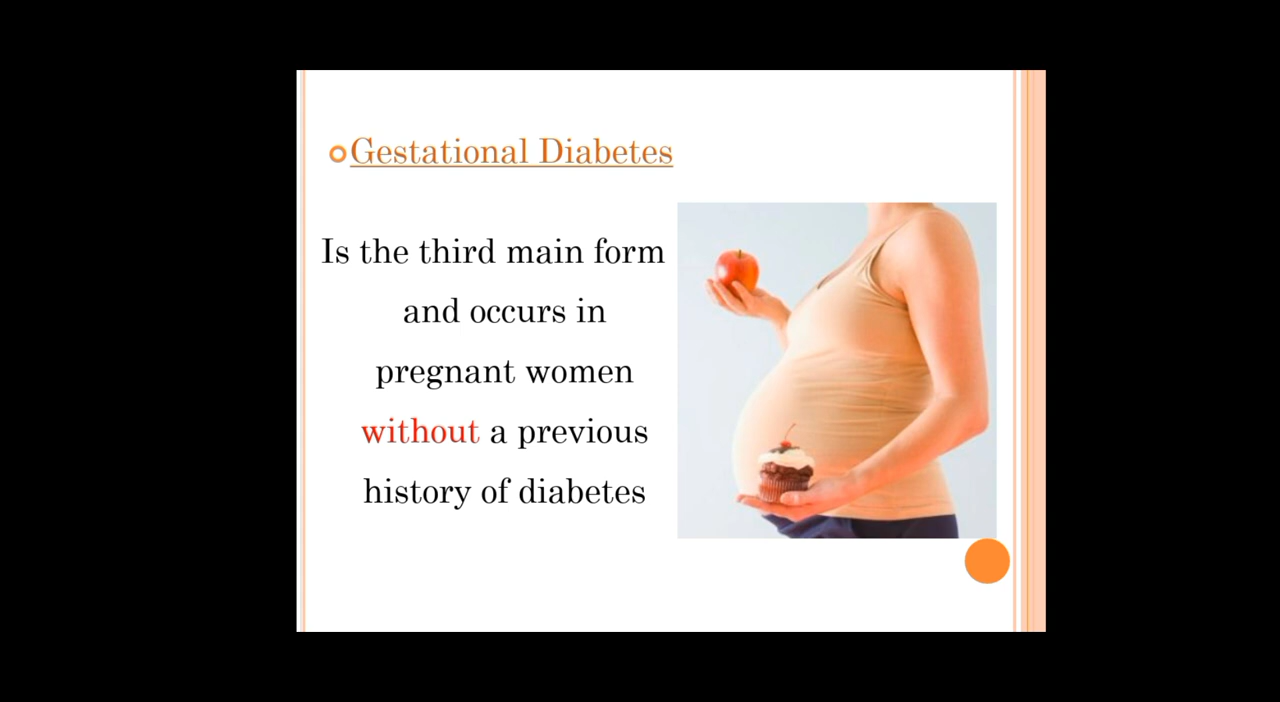 Gestational Diabetes
Is the third main form
and occurs in
pregnant women
without a previous
history of diabetes